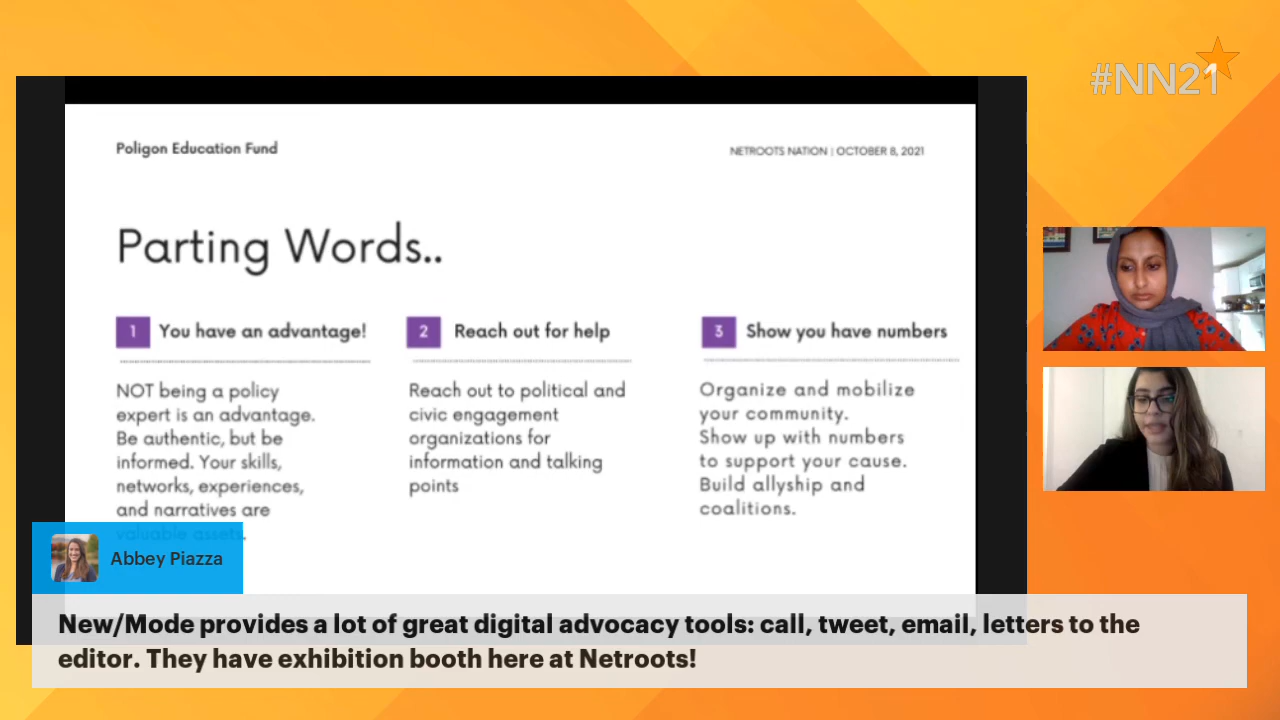 #NN21
Poligon Education Fund
NETROOTS NATION | OCTOBER 8, 2021
Parting Words..
1 You have an advantage!
NOT being a policy
expert is an advantage.
Be authentic, but be
informed. Your skills,
networks, experiences,
and narratives are
valuable assets.
2 Reach out for help
Reach out to political and
civic engagement
organizations for
information and talking
points
3 Show you have numbers
Organize and mobilize
your community.
Show up with numbers
to support your cause.
Build allyship and
coalitions.
Abbey Piazza
New/Mode provides a lot of great digital advocacy tools: call, tweet, email, letters to the
editor. They have exhibition booth here at Netroots!